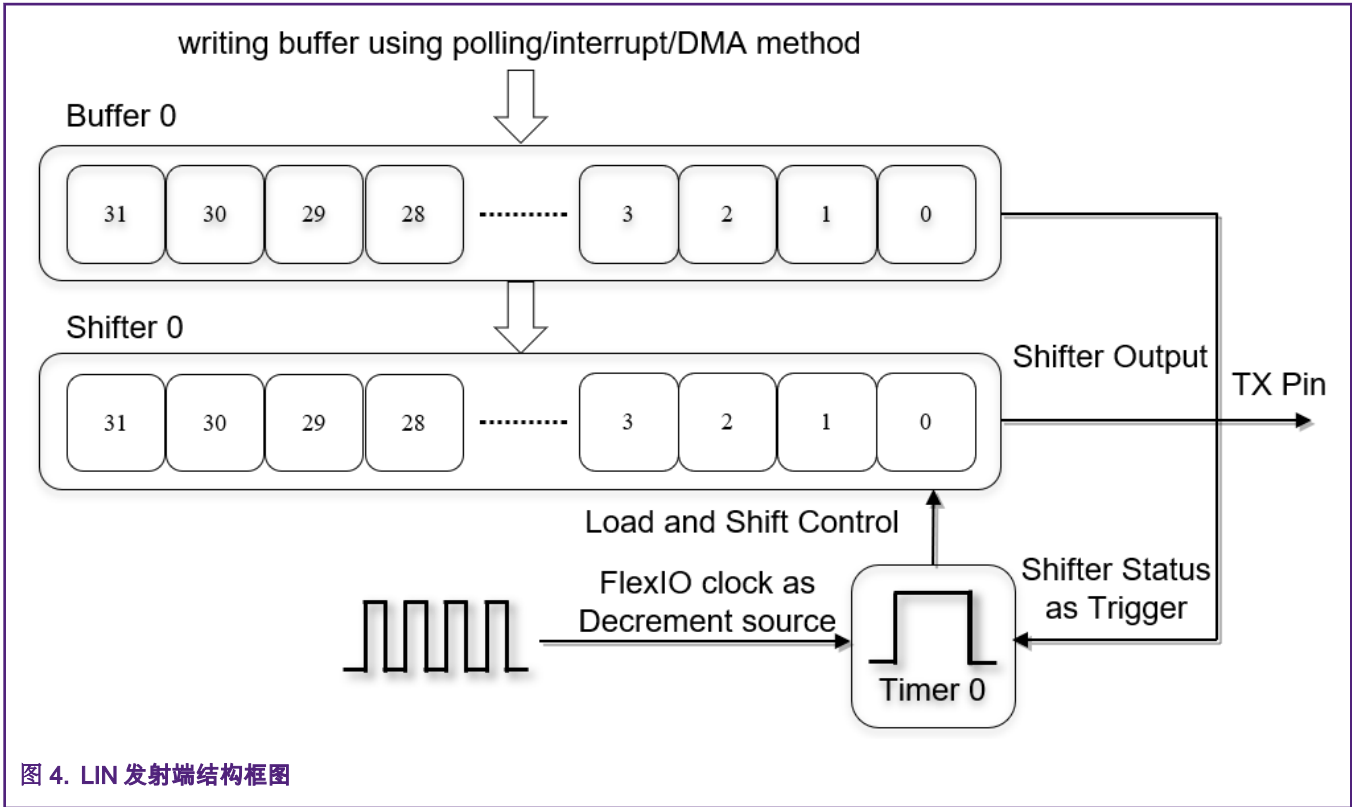 writing buffer using polling/interrupt/DMA method
Buffer 0
31 30 29 28 ........... 3 2 1 0
Shifter 0
31 30 29 28 ........... 3 2 1 0
Shifter Output
TX Pin
Load and Shift Control
FlexIO clock as
Decrement source
Shifter Status
as Trigger
Timer 0
图 4. LIN 发射端结构框图